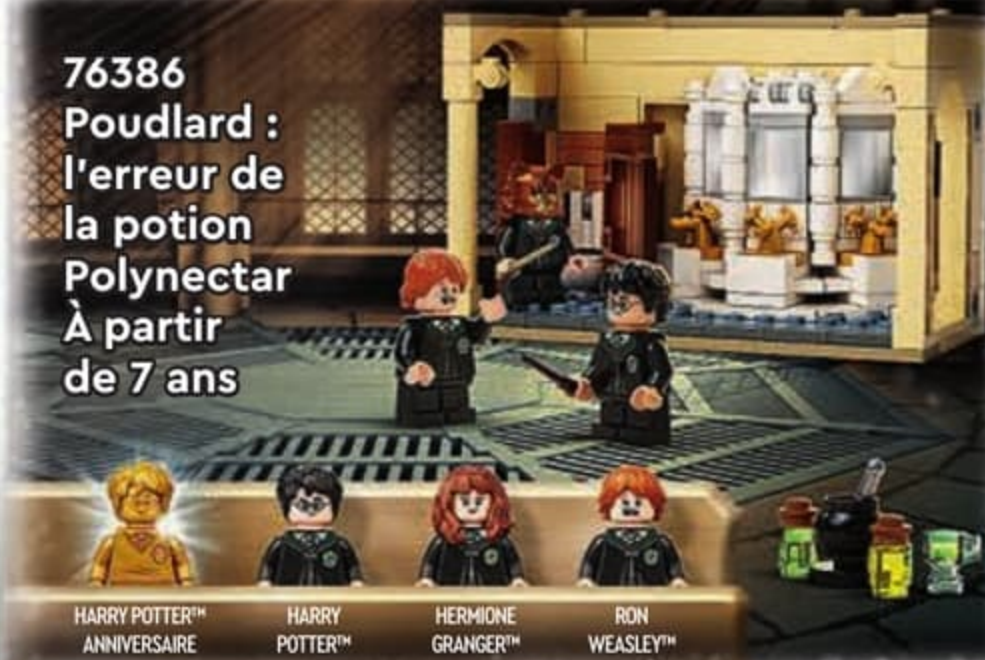 76386
Poudlard :
l'erreur de
la potion
Polynectar
À partir
de 7 ans
HARRY POTTER™
ANNIVERSAIRE
HARRY
POTTER™
HERMIONE
GRANGER™
RON
WEASLEY™